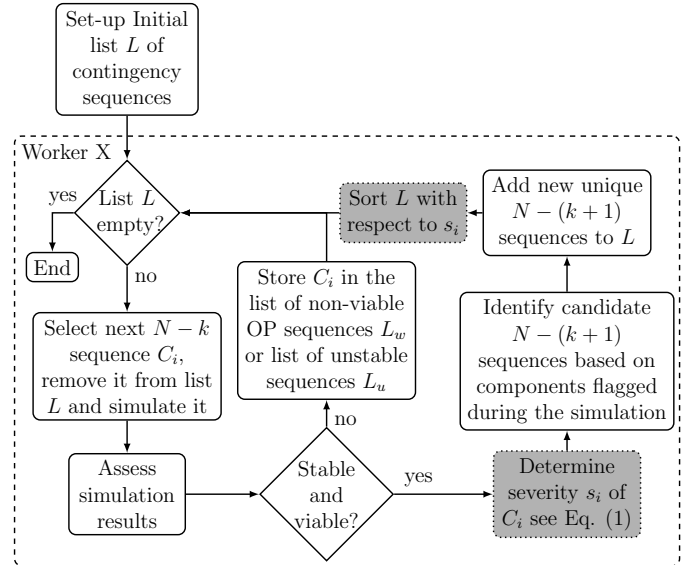 Set-up Initial
list L of
contingency
sequences
Worker X
List L
empty?
yes
End
no
Select next N − k
sequence C_i,
remove it from list
L and simulate it
Assess
simulation
results
Stable
and
viable?
no
Store C_i in the
list of non-viable
OP sequences L_w
or list of unstable
sequences L_u
yes
Determine
severity s_i of
C_i see Eq. (1)
Identify candidate
N − (k + 1)
sequences based on
components flagged
during the simulation
Add new unique
N − (k + 1)
sequences to L
Sort L with
respect to s_i